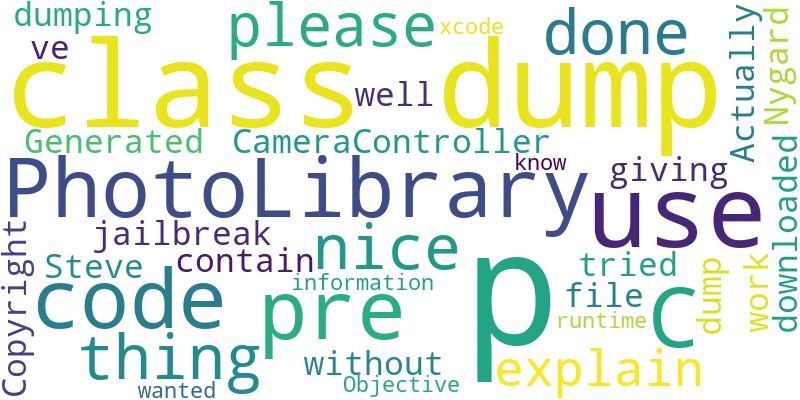 dumping
please
xcode
done
ve
class dump
well
Actually
Nygard
Generated
CameraController
PhotoLibrary
know
giving
use
jailbreak
nice
contain
Steve
tried
downloaded
Copyright
code
information
pre
p
file
c
dump
work
runtime
thing
without
explain
wanted
Objective